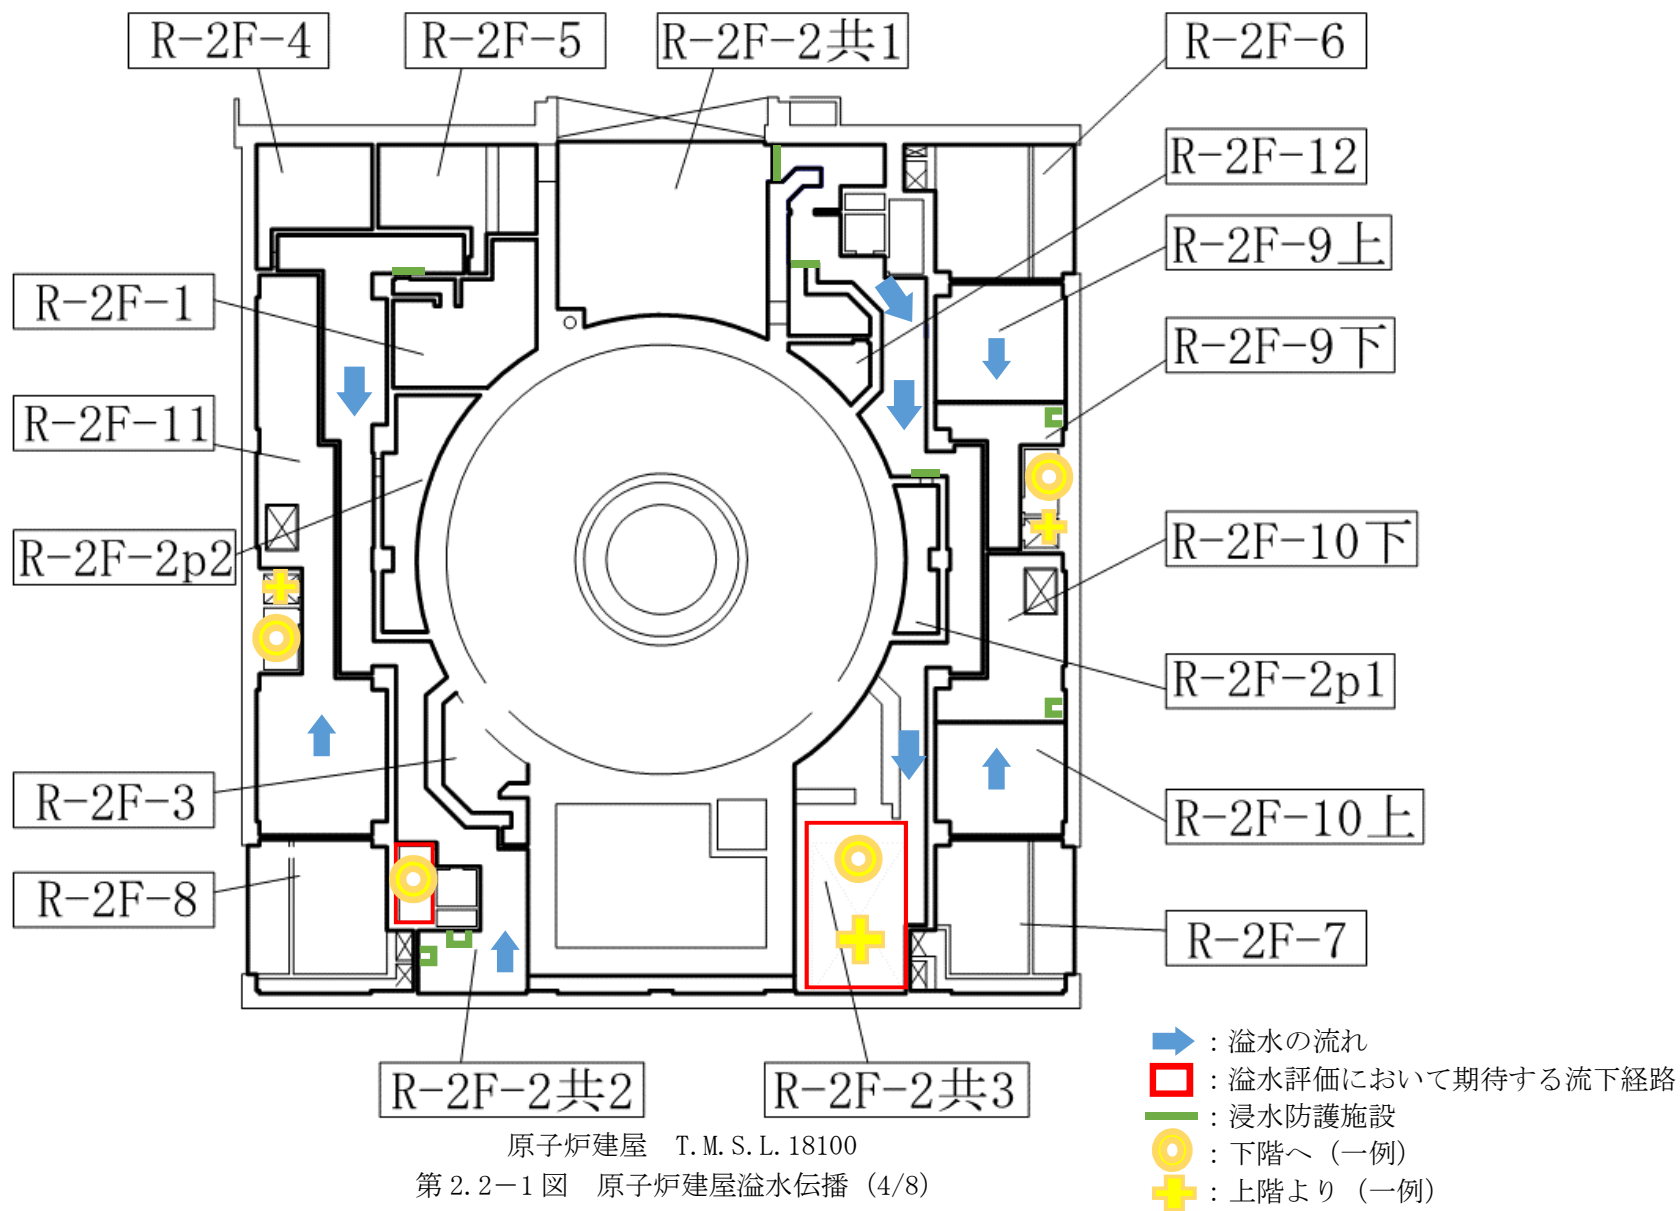 R-2F-4
R-2F-5
R-2F-2共1
R-2F-6
R-2F-12
R-2F-9上
R-2F-1
R-2F-9下
R-2F-11
R-2F-10下
R-2F-2p2
R-2F-2p1
R-2F-3
R-2F-10上
R-2F-8
R-2F-7
R-2F-2共2
R-2F-2共3
：溢水の流れ
：溢水評価において期待する流下経路
：浸水防護施設
：下階へ（一例）
：上階より（一例）
原子炉建屋　T.M.S.L.18100
第2.2－1図　原子炉建屋溢水伝播（4/8）